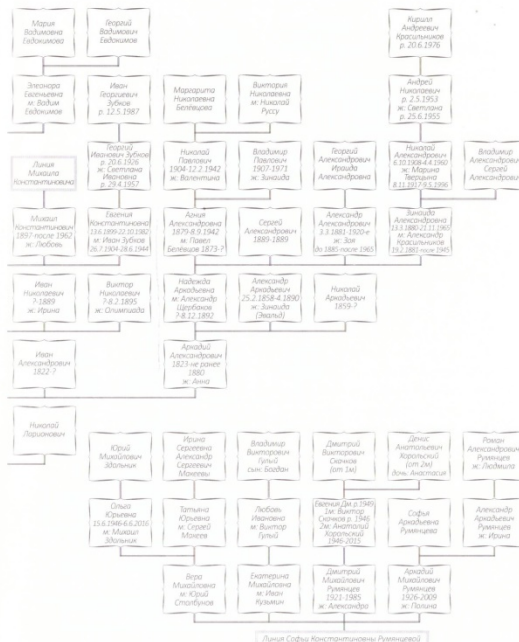 Мария
Вадимовна
Евдокимова
Георгий
Вадимович
Евдокимов
Кирилл
Андреевич
Красильников
р. 20.6.1976
Элеонора
Евгеньевна
м: Вадим
Евдокимов
Иван
Георгиевич
Зубков
р. 12.5.1987
Маргарита
Николаевна
Белёвцова
Виктория
Николаевна
м: Николай
Руссу
Андрей
Николаевич
р. 2.5.1953
ж: Светлана
р. 25.6.1955
Линия
Михаила
Константиновича
Георгий
Иванович Зубков
р. 20.6.1926
ж: Светлана
Ивановна
р. 29.4.1957
Николай
Павлович
1904-12.2.1942
ж: Валентина
Владимир
Павлович
1907-1971
ж: Зинаида
Георгий
Александрович
Ираида
Александровна
Николай
Александрович
6.10.1908-4.4.1960
ж: Марина
Тверцына
8.11.1917-9.5.1996
Владимир
Александрович
Сергей
Александрович
Михаил
Константинович
1897-после 1962
ж: Любовь
Евгения
Константиновна
13.6.1899-22.10.1982
м: Иван Зубков
26.7.1904-28.6.1944
Алния
Александровна
1879-8.9.1942
м: Павел
Белёвцов 1873-?
Сергей
Александрович
1889-1889
Александр
Александрович
3.3.1881-1920-е
ж: Зоя
до 1885 после 1965
Зинаида
Александровна
13.3.1880-21.11.1965
м: Александр
Красильников
19.2.1881 после 1945
Иван
Николаевич
?-1889
ж: Ирина
Виктор
Николаевич
?-8.2.1895
ж: Олимпиада
Надежда
Аркадьевна
м: Александр
Щербаков
?-8.12.1892
Александр
Аркадьевич
25.2.1858-4.1890
ж: Зинаида
(Эвальд)
Николай
Аркадьевич
1859-?
Иван
Александрович
1822-?
Аркадий
Александрович
1823-не ранее
1880
ж: Анна
Николай
Ларионович
Юрий
Михайлович
Здольник
Ирина
Сергеевна
Александр
Сергеевич
Макеевы
Владимир
Викторович
Гулый
сын: Богдан
Дмитрий
Викторович
Скачков
(от 1м)
Денис
Анатольевич
Хорольский
(от 2м)
дочь: Анастасия
Роман
Александрович
Румянцев
ж: Людмила
Ольга
Юрьевна
15.6.1946-6.6.2016
м: Михаил
Здольник
Татьяна
Юрьевна
м: Сергей
Макеев
Любовь
Ивановна
м: Виктор
Гулый
Евгения Дм. р.1949
1м: Виктор
Скачков р. 1946
2м: Анатолий
Хорольский
1946-2015
Софья
Аркадьевна
Румянцева
Александр
Аркадьевич
Румянцев
ж: Ирина
Вера
Михайловна
м: Юрий
Столбунов
Екатерина
Михайловна
м: Иван
Кузьмин
Дмитрий
Михайлович
Румянцев
1921-1985
ж: Александра
Аркадий
Михайлович
Румянцев
1926-2009
ж: Полина
Линия Софьи Константиновны Румянцевой